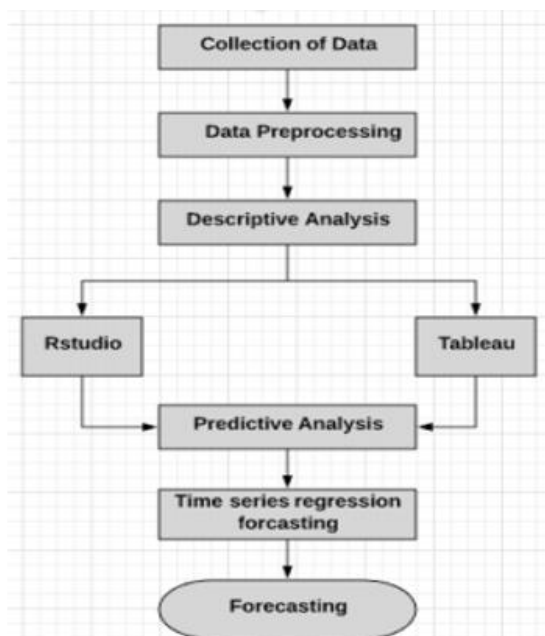 Collection of Data
Data Preprocessing
Descriptive Analysis
Rstudio
Tableau
Predictive Analysis
Time series regression
forcasting
Forecasting